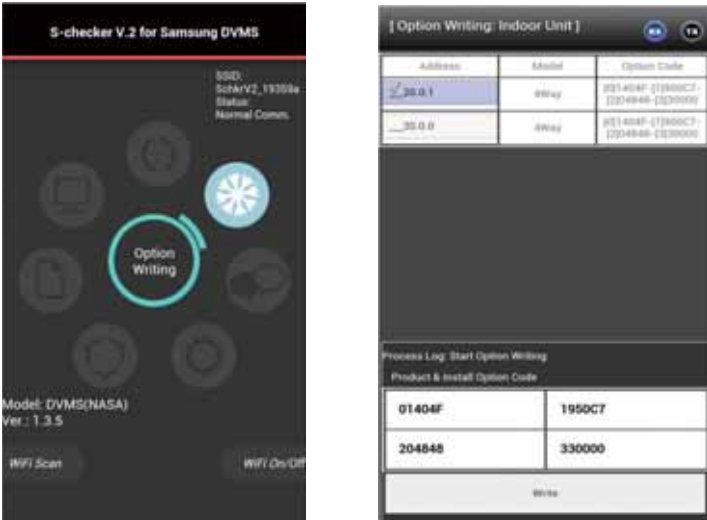 S-checker V.2 for Samsung DVMS
SSID:
SchkrV2_19359a
Status:
Normal Comm.
Option
Writing
Model: DVMS(NASA)
Ver.: 1.3.5
WiFi Scan
WiFi On/Off
[ Option Writing: Indoor Unit ]
RX
TX
Address
Model
Option Code
20.0.1
4Way
20.0.0
4Way
Process Log: Start Option Writing
Product & Install Option Code
01404F
1950C7
204848
330000
Write